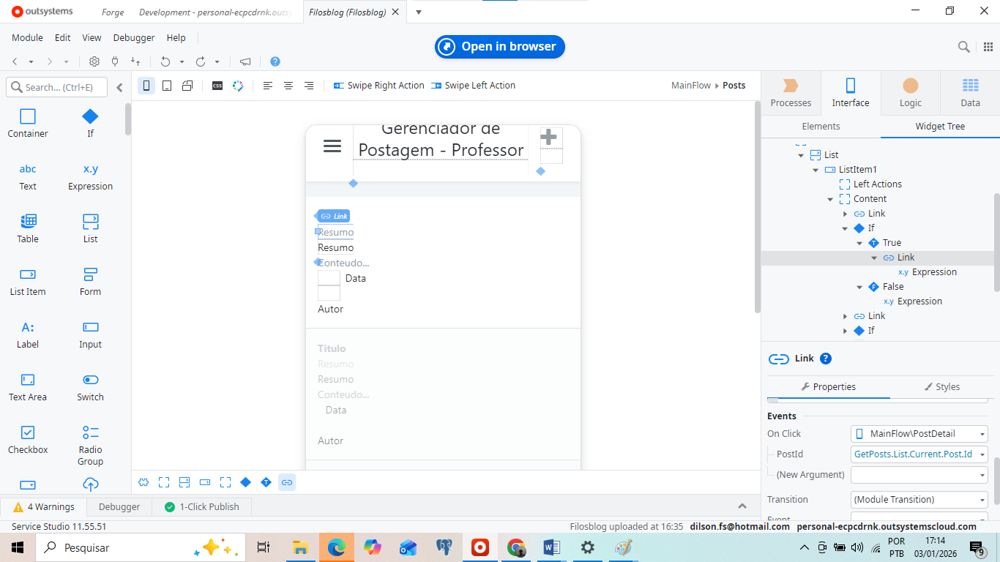 outsystems
Forge
Development - personal-ecpcdrnk.outsys
Filosblog (Filosblog)
Module Edit View Debugger Help
Open in browser
Search... (Ctrl+E)
CSS
Swipe Right Action
Swipe Left Action
MainFlow Posts
Processes
Interface
Logic
Data
Elements
Widget Tree
Container
If
abc
Text
x.y
Expression
Table
List
List Item
Form
A:
Label
Input
Text Area
Switch
Checkbox
Radio
Group
Gerenciador de
Postagem - Professor
Link
Resumo
Resumo
Conteudo...
Data
Autor
Titulo
Resumo
Resumo
Conteudo...
Data
Autor
List
ListItem1
Left Actions
Content
Link
If
T True
Link
x.y Expression
F False
x.y Expression
Link
If
Link ?
Properties
Styles
Events
On Click MainFlow\PostDetail
PostId GetPosts.List.Current.Post.Id
(New Argument)
Transition (Module Transition)
Event
4 Warnings
Debugger
1-Click Publish
Service Studio 11.55.51
Filosblog uploaded at 16:35 dilson.fs@hotmail.com personal-ecpcdrnk.outsystemscloud.com
Pesquisar
POR
PTB
17:14
03/01/2026
9